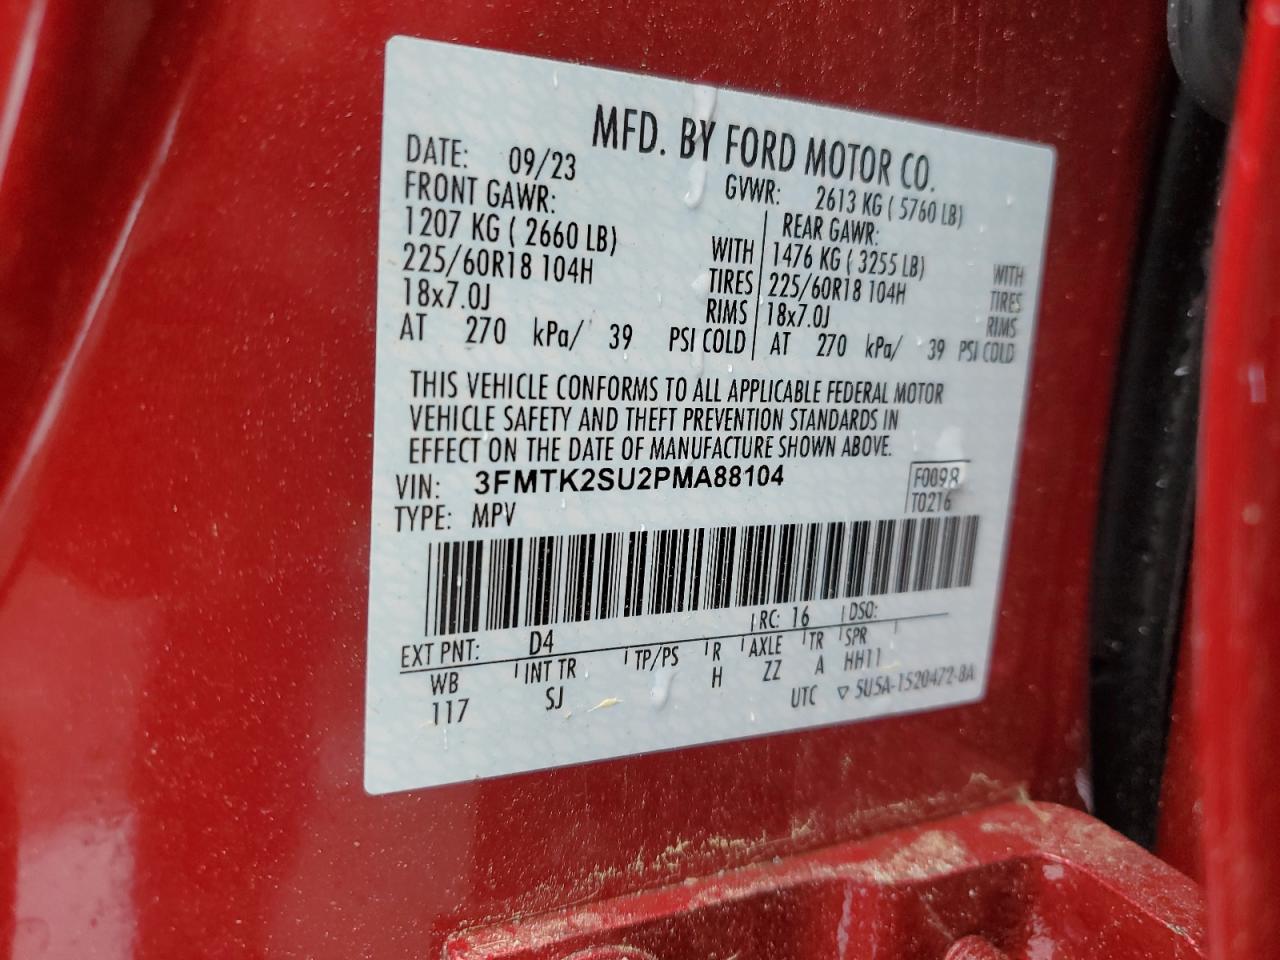 MFD. BY FORD MOTOR CO.
DATE: 09/23 GVWR: 2613 KG ( 5760 LB)
FRONT GAWR: REAR GAWR:
1207 KG ( 2660 LB) WITH 1476 KG ( 3255 LB) WITH
225/60R18 104H TIRES 225/60R18 104H TIRES
18x7.0J RIMS 18x7.0J RIMS
AT 270 kPa/ 39 PSI COLD AT 270 kPa/ 39 PSI COLD
THIS VEHICLE CONFORMS TO ALL APPLICABLE FEDERAL MOTOR
VEHICLE SAFETY AND THEFT PREVENTION STANDARDS IN
EFFECT ON THE DATE OF MANUFACTURE SHOWN ABOVE.
VIN: 3FMTK2SU2PMA88104 F0098
TYPE: MPV T0216
EXT PNT: D4 RC: 16 DSO:
WB INT TR TP/PS R AXLE TR SPR
117 SJ H ZZ A HH11
UTC ▽ 5U5A-1520472-BA